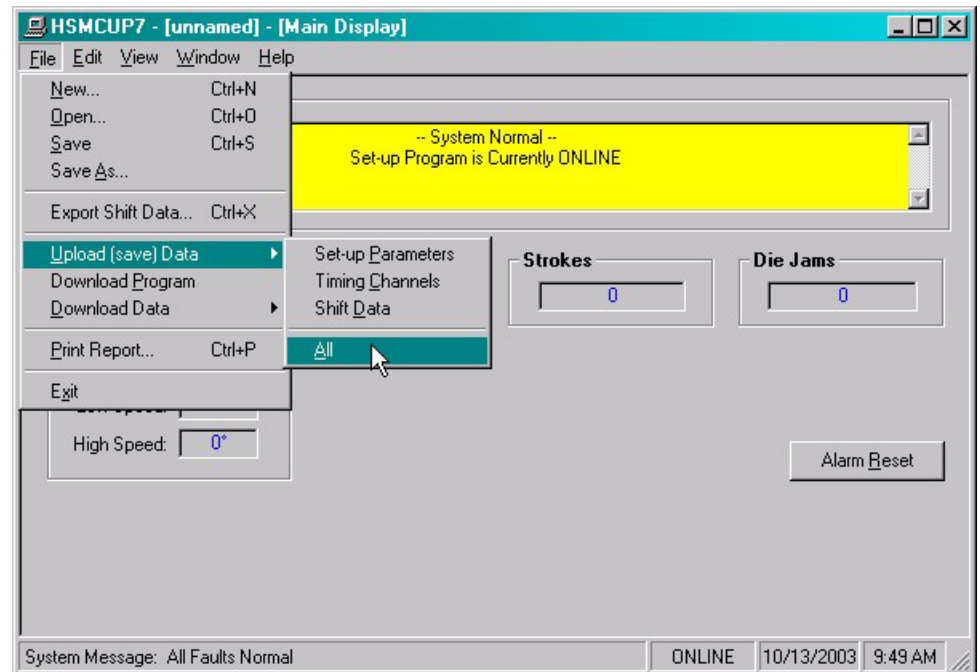 HSMCUP7 - [unnamed] - [Main Display]
File Edit View Window Help
New... Ctrl+N
Open... Ctrl+O
Save Ctrl+S
Save As...
Export Shift Data... Ctrl+X
Upload (save) Data
Download Program
Download Data
Print Report... Ctrl+P
Exit
Set-up Parameters
Timing Channels
Shift Data
All
-- System Normal --
Set-up Program is Currently ONLINE
Strokes
0
Die Jams
0
High Speed: 0°
Alarm Reset
System Message: All Faults Normal
ONLINE 10/13/2003 9:49 AM